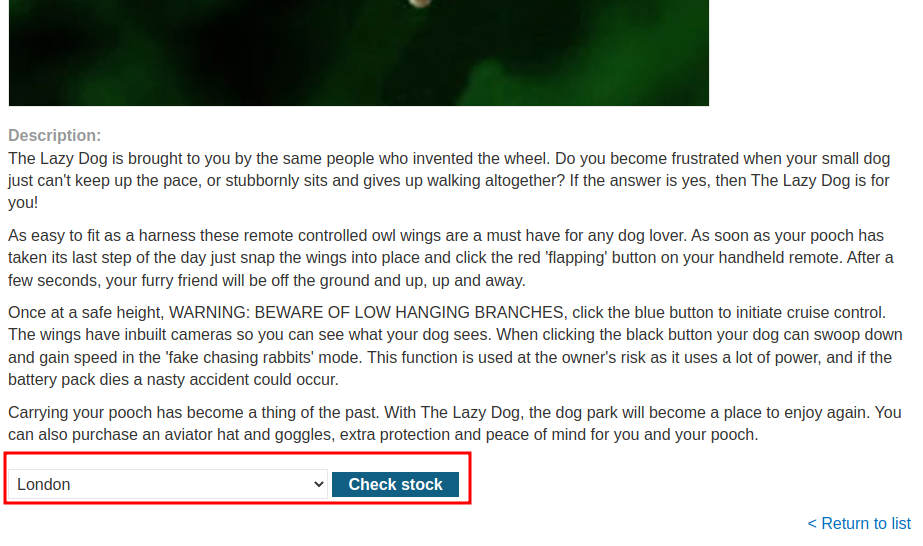 Description:
The Lazy Dog is brought to you by the same people who invented the wheel. Do you become frustrated when your small dog
just can't keep up the pace, or stubbornly sits and gives up walking altogether? If the answer is yes, then The Lazy Dog is for
you!
As easy to fit as a harness these remote controlled owl wings are a must have for any dog lover. As soon as your pooch has
taken its last step of the day just snap the wings into place and click the red 'flapping' button on your handheld remote. After a
few seconds, your furry friend will be off the ground and up, up and away.
Once at a safe height, WARNING: BEWARE OF LOW HANGING BRANCHES, click the blue button to initiate cruise control.
The wings have inbuilt cameras so you can see what your dog sees. When clicking the black button your dog can swoop down
and gain speed in the 'fake chasing rabbits' mode. This function is used at the owner's risk as it uses a lot of power, and if the
battery pack dies a nasty accident could occur.
Carrying your pooch has become a thing of the past. With The Lazy Dog, the dog park will become a place to enjoy again. You
can also purchase an aviator hat and goggles, extra protection and peace of mind for you and your pooch.
London Check stock
< Return to list